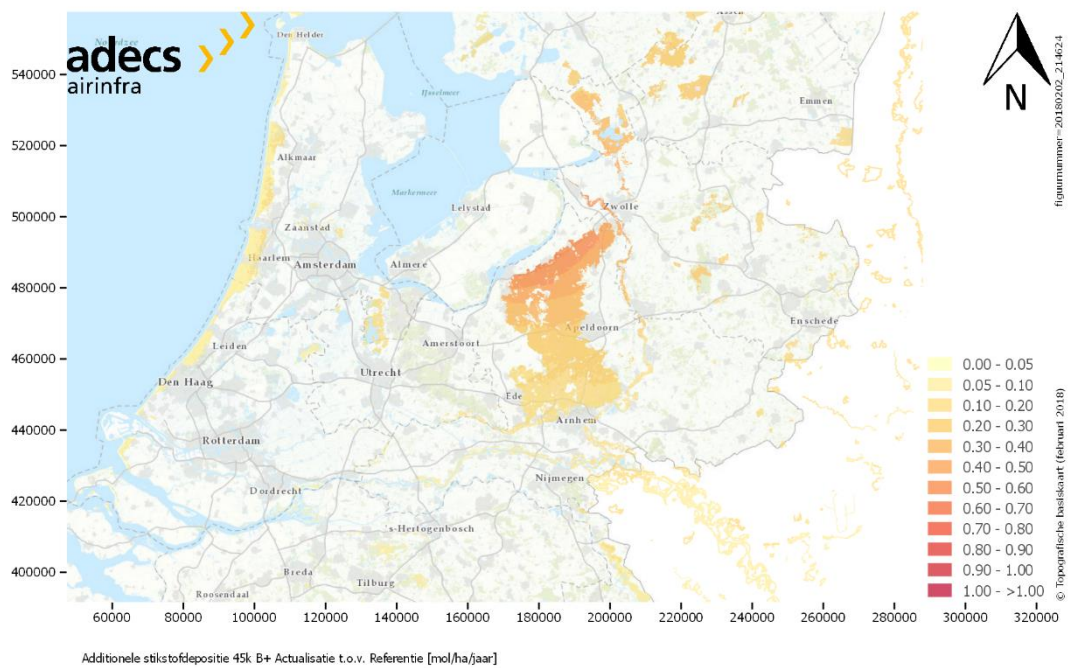 adecs
airinfra
Noordzee
Den Helder
Assen
IJsselmeer
Emmen
Alkmaar
Markermeer
Lelystad
Zwolle
Zaanstad
Haarlem
Amsterdam
Almere
Enschede
Apeldoorn
Leiden
Amersfoort
Utrecht
Den Haag
Ede
Arnhem
Rotterdam
Nijmegen
Dordrecht
's-Hertogenbosch
Breda
Tilburg
Roosendaal
N
figuurnummer=20180202_214624
© Topografische basiskaart (februari 2018)
540000
520000
500000
480000
460000
440000
420000
400000
0.00 - 0.05
0.05 - 0.10
0.10 - 0.20
0.20 - 0.30
0.30 - 0.40
0.40 - 0.50
0.50 - 0.60
0.60 - 0.70
0.70 - 0.80
0.80 - 0.90
0.90 - 1.00
1.00 - >1.00
60000 80000 100000 120000 140000 160000 180000 200000 220000 240000 260000 280000 300000 320000
Additionele stikstofdepositie 45k B+ Actualisatie t.o.v. Referentie [mol/ha/jaar]